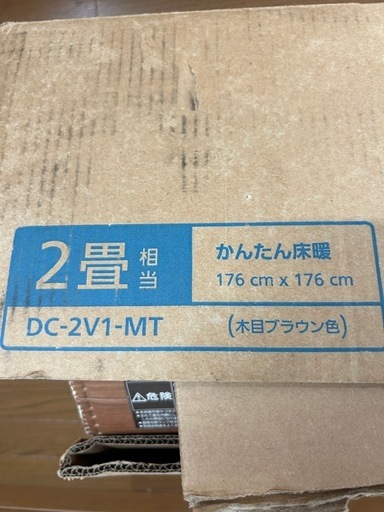 2畳 相当
かんたん床暖
176 cm x 176 cm
DC-2V1-MT
(木目ブラウン色)
危険